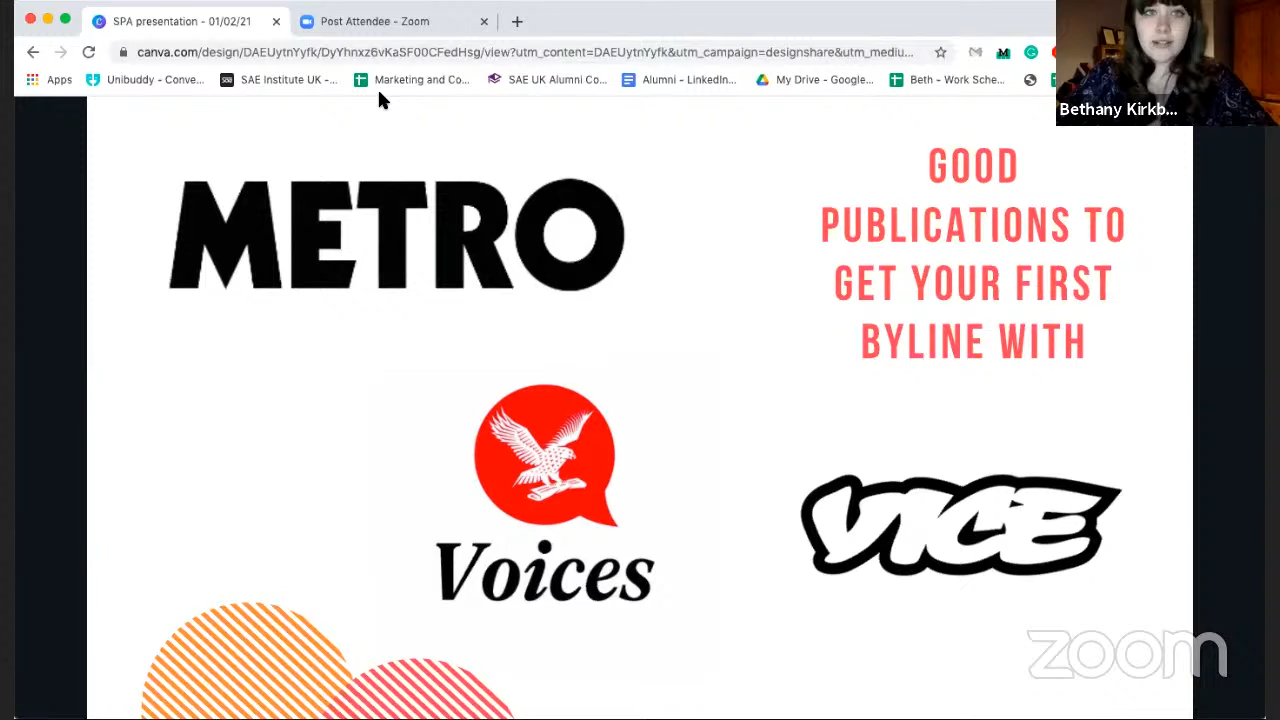 SPA presentation - 01/02/21
Post Attendee - Zoom
canva.com/design/DAEUytnYyfk/DyYhnxz6vKaSE00CFedHsg/view?utm_content=DAEUytnYyfk&utm_campaign=designshare&utm_mediu...
Apps
Unibuddy - Conve...
SAE Institute UK -...
Marketing and Co...
SAE UK Alumni Co...
Alumni - LinkedIn...
My Drive - Google...
Beth - Work Sche...
Bethany Kirkb...
METRO
GOOD
PUBLICATIONS TO
GET YOUR FIRST
BYLINE WITH
Voices
VICE
zoom